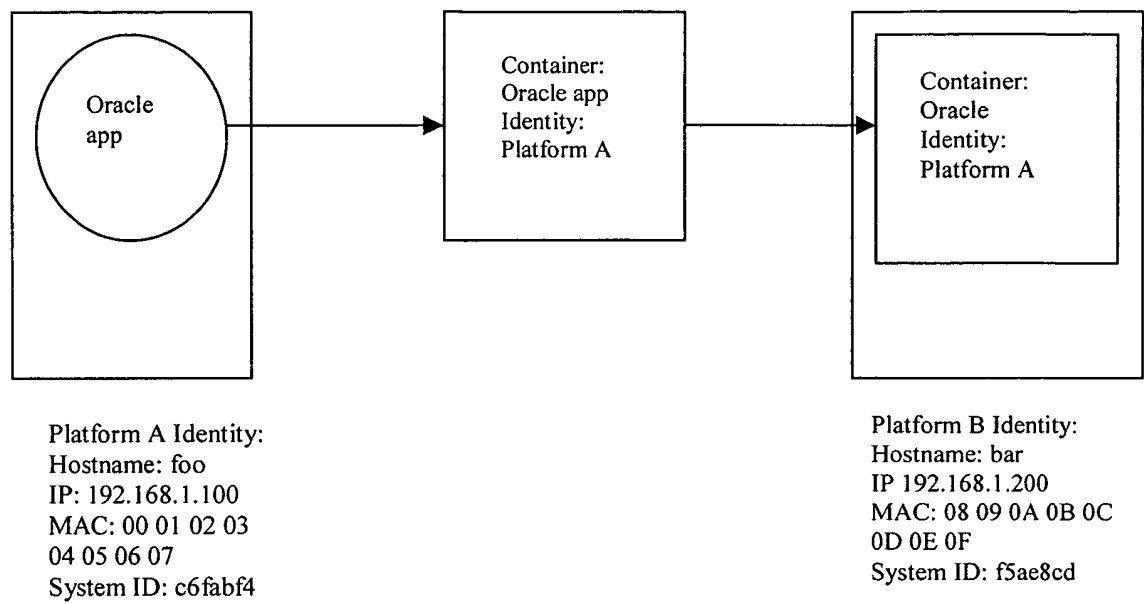 Oracle
app
Container:
Oracle app
Identity:
Platform A
Container:
Oracle
Identity:
Platform A
Platform A Identity:
Hostname: foo
IP: 192.168.1.100
MAC: 00 01 02 03
04 05 06 07
System ID: c6fabf4
Platform B Identity:
Hostname: bar
IP 192.168.1.200
MAC: 08 09 0A 0B 0C
0D 0E 0F
System ID: f5ae8cd